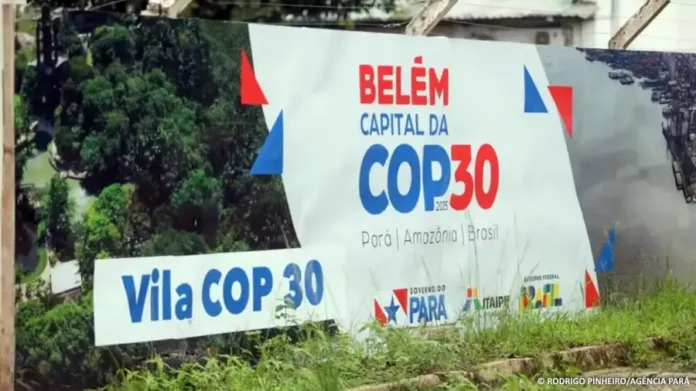 BELÉM
CAPITAL DA
COP30
2025
Pará | Amazônia | Brasil
Vila COP 30
GOVERNO DO
PARÁ
ITAIPU
GOVERNO FEDERAL
BRASIL
© RODRIGO PINHEIRO/AGÊNCIA PARÁ